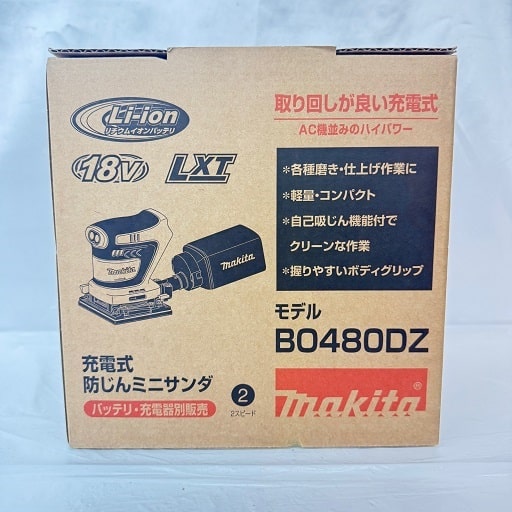 Li-ion
リチウムイオンバッテリ
18V
LXT
makita
makita
充電式
防じんミニサンダ
バッテリ・充電器別販売
2
2スピード
取り回しが良い充電式
AC機並みのハイパワー
*各種磨き・仕上げ作業に
*軽量・コンパクト
*自己吸じん機能付で
クリーンな作業
*握りやすいボディグリップ
モデル
BO480DZ
makita®